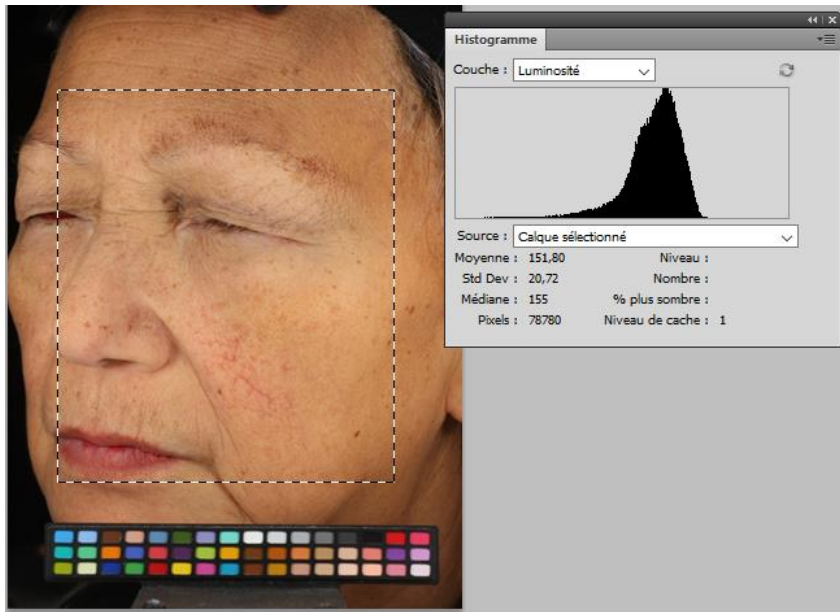 Histogramme
Couche : Luminosité
Source : Calque sélectionné
Moyenne : 151,80 Niveau :
Std Dev : 20,72 Nombre :
Médiane : 155 % plus sombre :
Pixels : 78780 Niveau de cache : 1